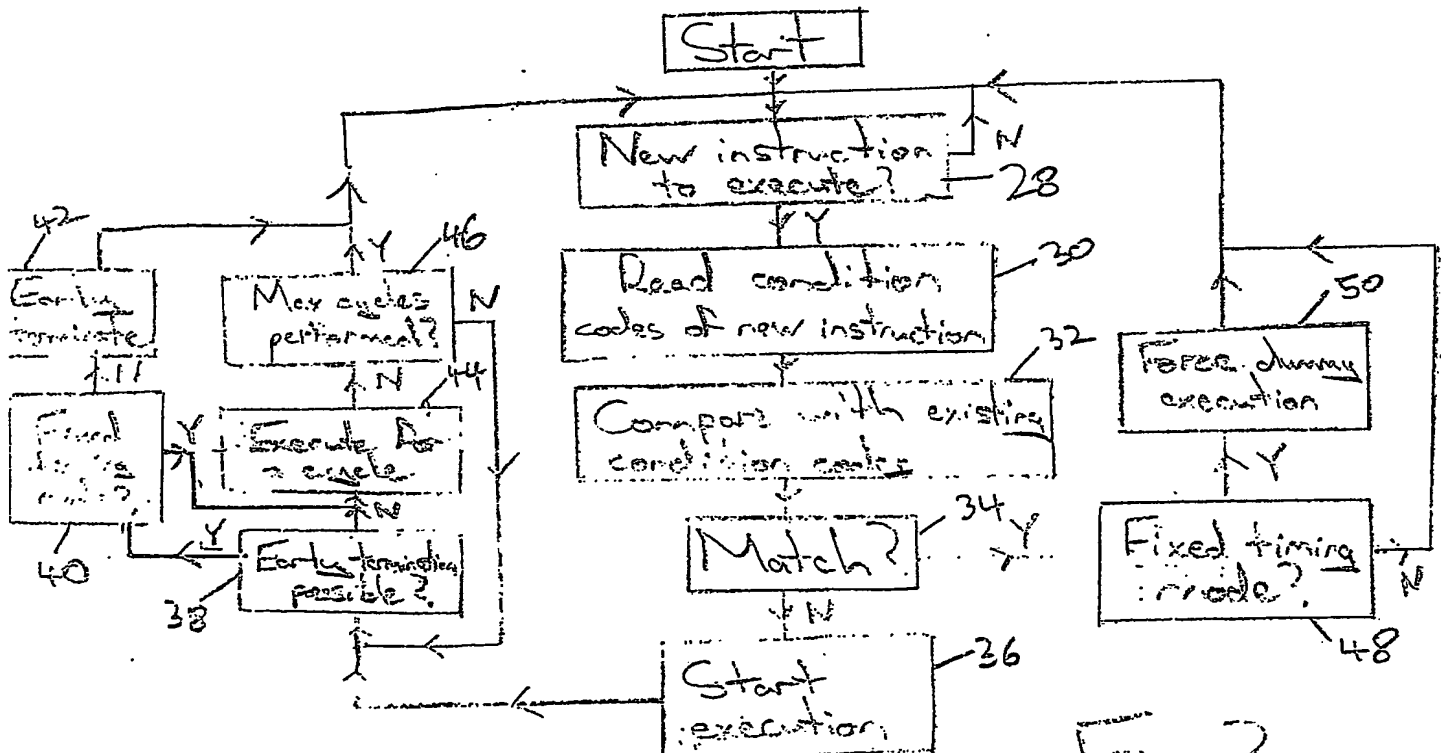 Start
New instruction
to execute?
N
28
Y
42
46
Y
Read condition
codes of new instruction
30
Early
terminate
Max cycles
performed?
N
50
Force dummy
execution
32
N
44
Compare with existing
condition codes
Fixed
timing
mode?
Y
Execute for
a cycle
Y
N
Match?
34
Y
Fixed timing
mode?
N
40
Y
Early termination
possible?
38
N
48
Start
execution
36